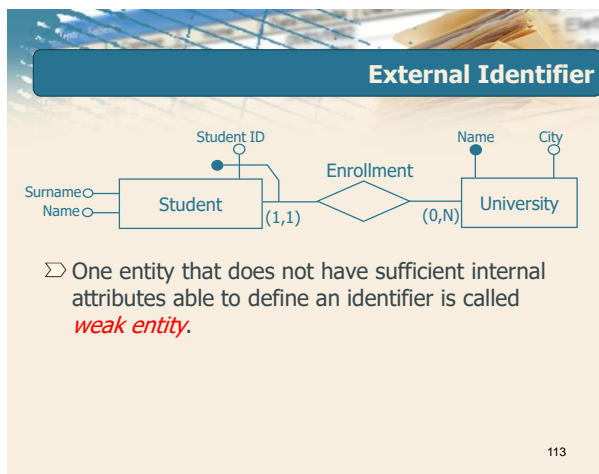 External Identifier
Student ID
Name
City
Enrollment
Surname
Name
Student
(1,1)
(0,N)
University
One entity that does not have sufficient internal
attributes able to define an identifier is called
weak entity.
113